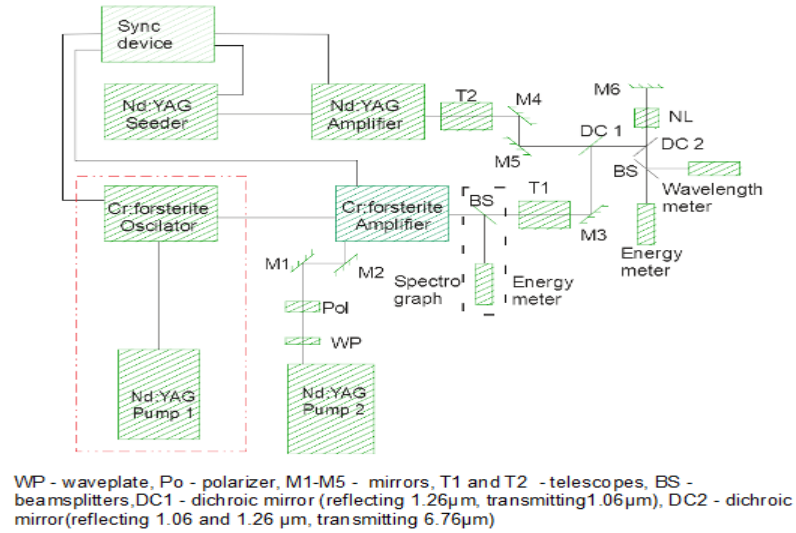 Sync
device
Nd:YAG
Seeder
Nd:YAG
Amplifier
T2
M4
M5
DC 1
M6
NL
DC 2
BS
Wavelength
meter
Energy
meter
Cr:forsterite
Oscilator
Cr:forsterite
Amplifier
BS
T1
M3
M1
M2
Spectro
graph
Energy
meter
Pol
WP
Nd:YAG
Pump 1
Nd:YAG
Pump 2
WP - waveplate, Po - polarizer, M1-M5 - mirrors, T1 and T2 - telescopes, BS -
beamsplitters,DC1 - dichroic mirror (reflecting 1.26µm, transmitting1.06µm), DC2 - dichroic
mirror(reflecting 1.06 and 1.26 µm, transmitting 6.76µm)